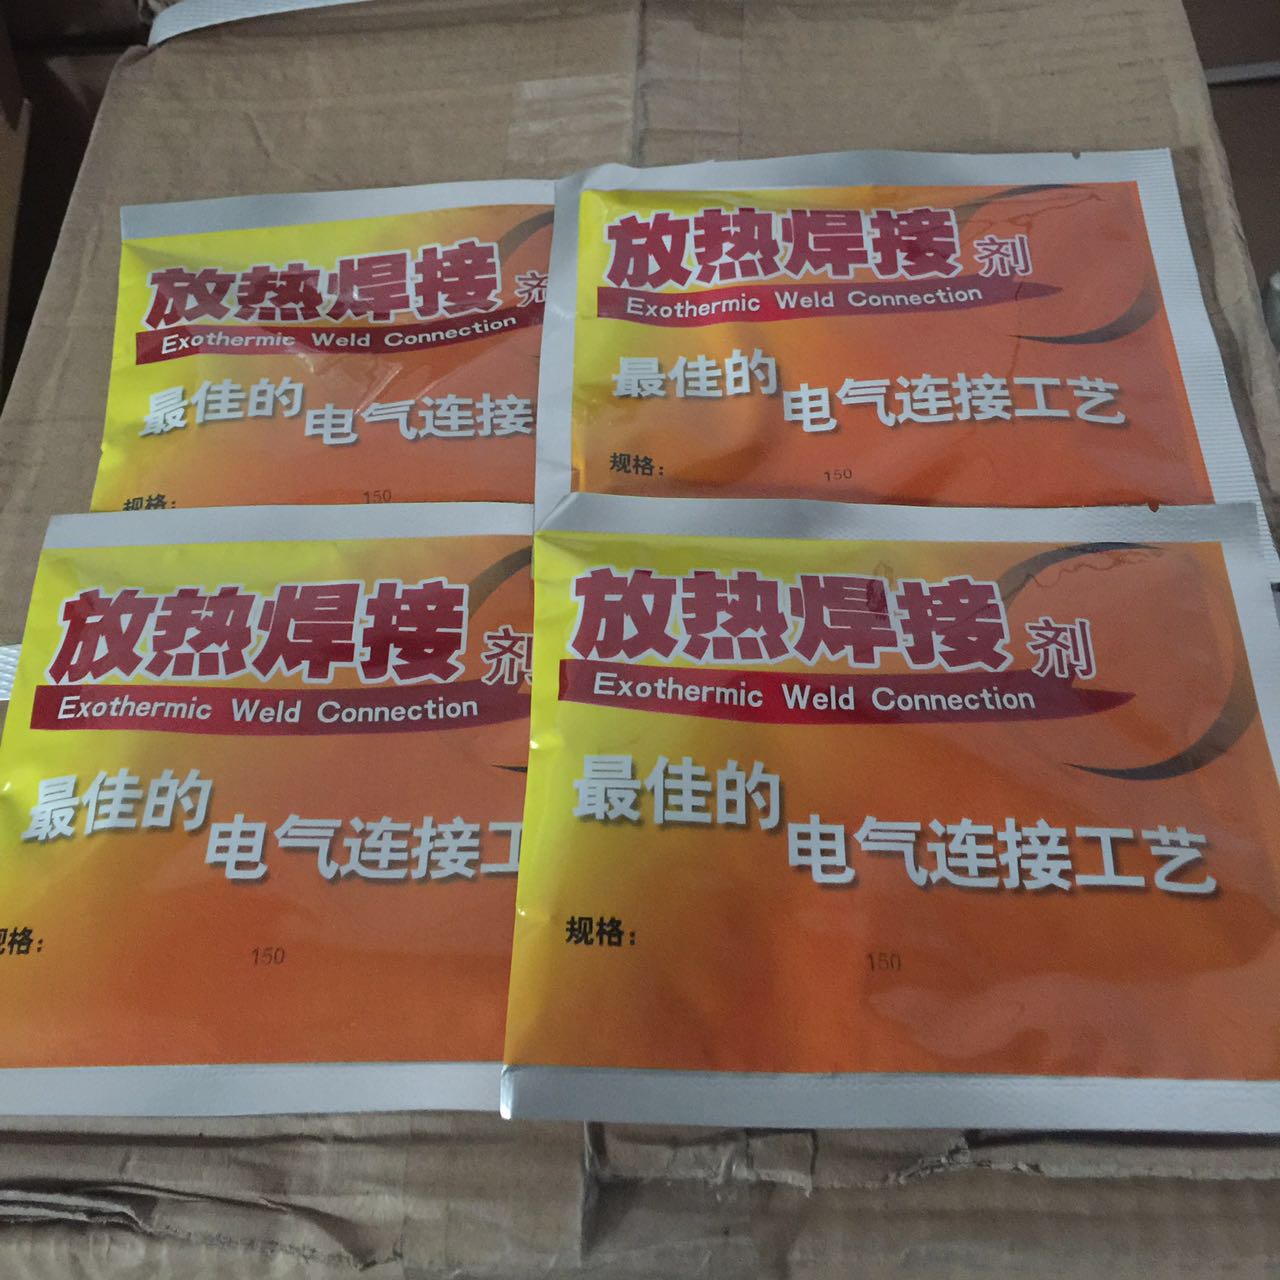 放热焊接剂
Exothermic Weld Connection
最佳的
电气连接
规格：
150
放热焊接剂
Exothermic Weld Connection
最佳的
电气连接工艺
规格：
150
放热焊接剂
Exothermic Weld Connection
最佳的
电气连接工
规格：
150
放热焊接剂
Exothermic Weld Connection
最佳的
电气连接工艺
规格：
150